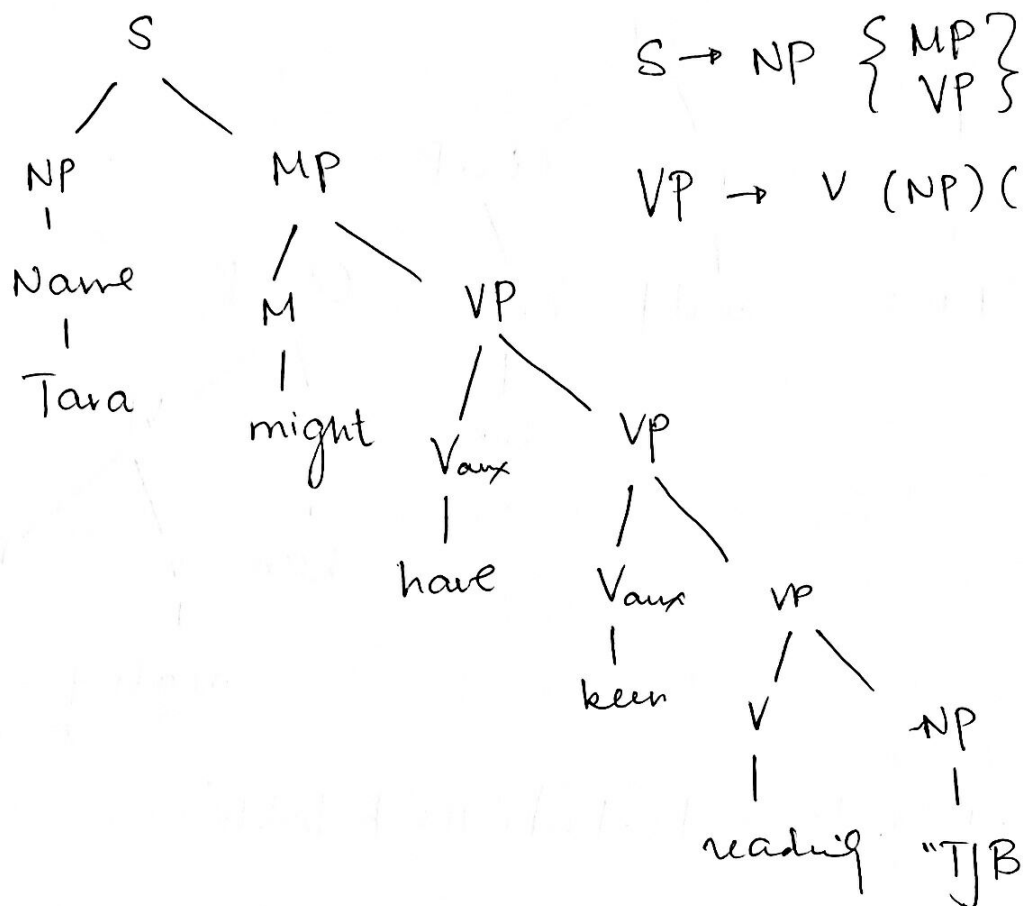 S
S → NP { MP
VP }
NP MP
VP → V (NP) (
Name M VP
Tara might Vaux VP
have Vaux VP
been V NP
reading "TJB